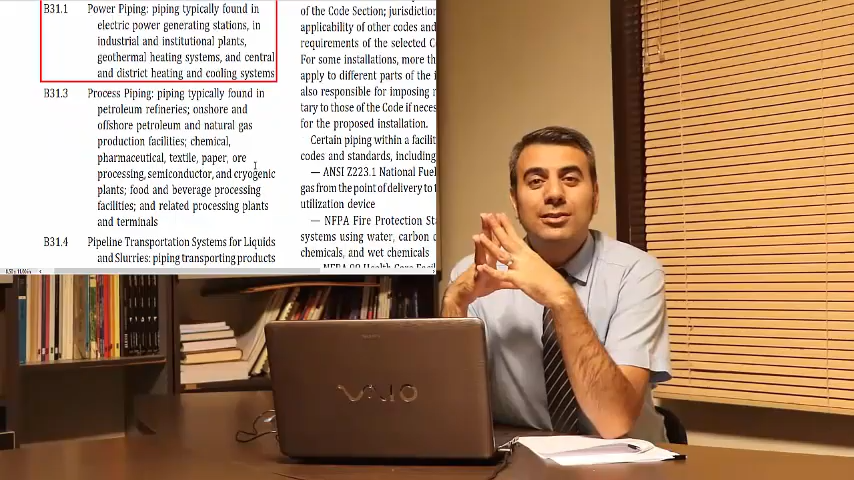 B31.1 Power Piping: piping typically found in
electric power generating stations, in
industrial and institutional plants,
geothermal heating systems, and central
and district heating and cooling systems
B31.3 Process Piping: piping typically found in
petroleum refineries; onshore and
offshore petroleum and natural gas
production facilities; chemical,
pharmaceutical, textile, paper, ore
processing, semiconductor, and cryogenic
plants; food and beverage processing
facilities; and related processing plants
and terminals
B31.4 Pipeline Transportation Systems for Liquids
and Slurries: piping transporting products
of the Code Section; jurisdiction
applicability of other codes and
requirements of the selected C
For some installations, more th
apply to different parts of the i
also responsible for imposing r
tary to those of the Code if neces
for the proposed installation.
Certain piping within a facilit
codes and standards, including
— ANSI Z223.1 National Fuel
gas from the point of delivery to t
utilization device
— NFPA Fire Protection Sta
systems using water, carbon d
chemicals, and wet chemicals
NFPA 99 Health Care Facil
VAIO